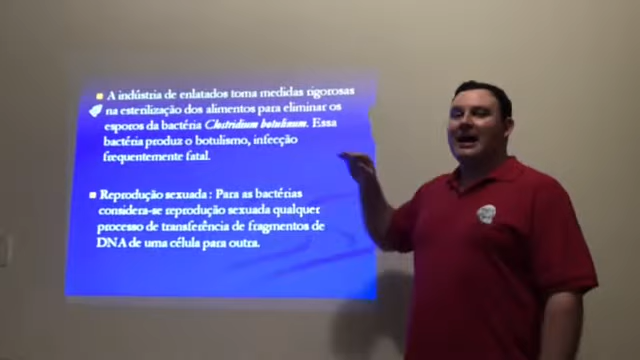 A indústria de enlatados toma medidas rigorosas
na esterilização dos alimentos para eliminar os
esporos da bactéria Clostridium botulinum. Essa
bactéria produz o botulismo, infecção
frequentemente fatal.
Reprodução sexuada : Para as bactérias
considera-se reprodução sexuada qualquer
processo de transferência de fragmentos de
DNA de uma célula para outra.